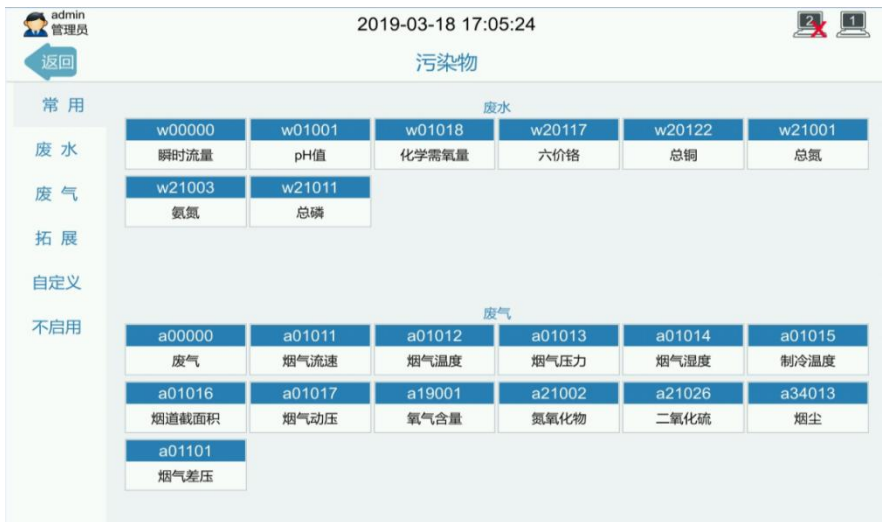 admin
管理员
2019-03-18 17:05:24
2
1
返回
污染物
常用
废水
废气
拓展
自定义
不启用
废水
w00000 w01001 w01018 w20117 w20122 w21001
瞬时流量 pH值 化学需氧量 六价铬 总铜 总氮
w21003 w21011
氨氮 总磷
废气
a00000 a01011 a01012 a01013 a01014 a01015
废气 烟气流速 烟气温度 烟气压力 烟气湿度 制冷温度
a01016 a01017 a19001 a21002 a21026 a34013
烟道截面积 烟气动压 氧气含量 氮氧化物 二氧化硫 烟尘
a01101
烟气差压